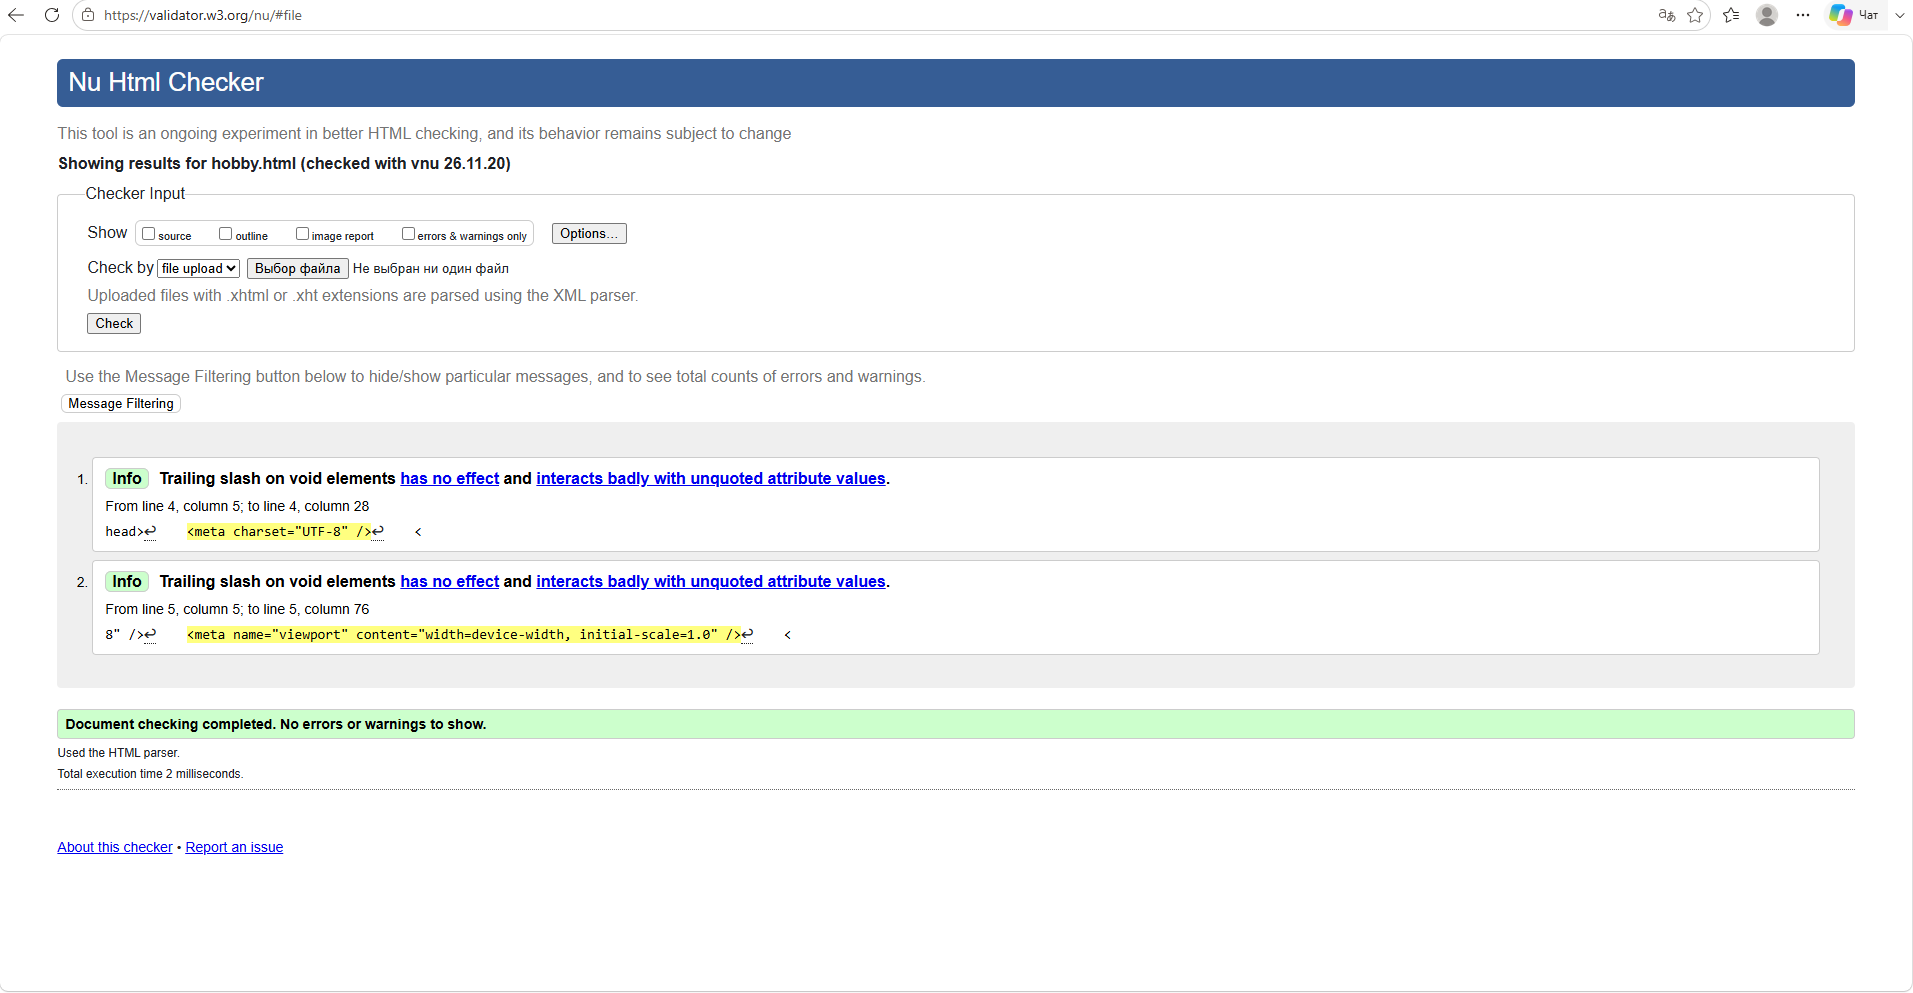 https://validator.w3.org/nu/#file
Чат
Nu Html Checker
This tool is an ongoing experiment in better HTML checking, and its behavior remains subject to change
Showing results for hobby.html (checked with vnu 26.11.20)
Checker Input
Show source outline image report errors & warnings only Options...
Check by file upload Выбор файла Не выбран ни один файл
Uploaded files with .xhtml or .xht extensions are parsed using the XML parser.
Check
Use the Message Filtering button below to hide/show particular messages, and to see total counts of errors and warnings.
Message Filtering
1. Info Trailing slash on void elements has no effect and interacts badly with unquoted attribute values.
From line 4, column 5; to line 4, column 28
head>↩ <meta charset="UTF-8" />↩ <
2. Info Trailing slash on void elements has no effect and interacts badly with unquoted attribute values.
From line 5, column 5; to line 5, column 76
8" />↩ <meta name="viewport" content="width=device-width, initial-scale=1.0" />↩ <
Document checking completed. No errors or warnings to show.
Used the HTML parser.
Total execution time 2 milliseconds.
About this checker • Report an issue